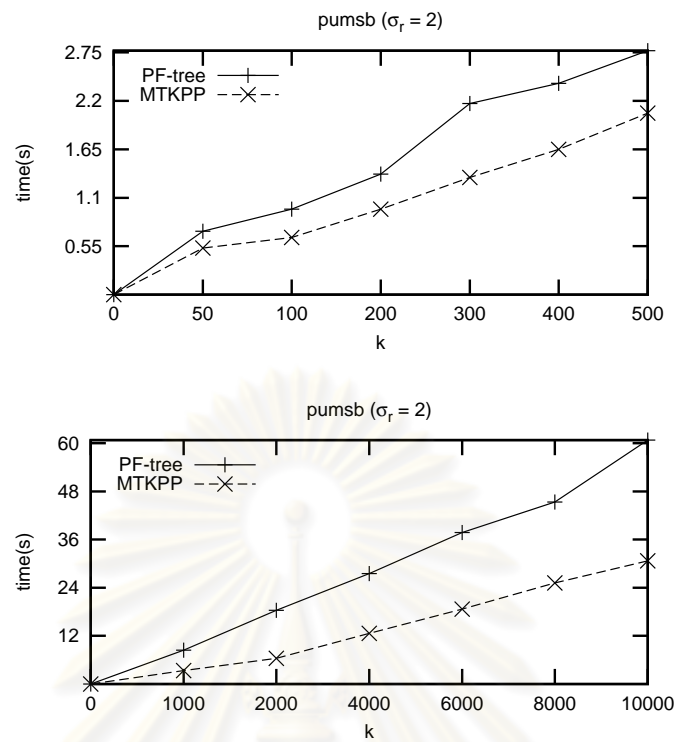 pumsb (σr = 2)
2.75
2.2
1.65
1.1
0.55
time(s)
PF-tree
MTKPP
0 50 100 200 300 400 500
k
pumsb (σr = 2)
60
48
36
24
12
time(s)
PF-tree
MTKPP
0 1000 2000 4000 6000 8000 10000
k